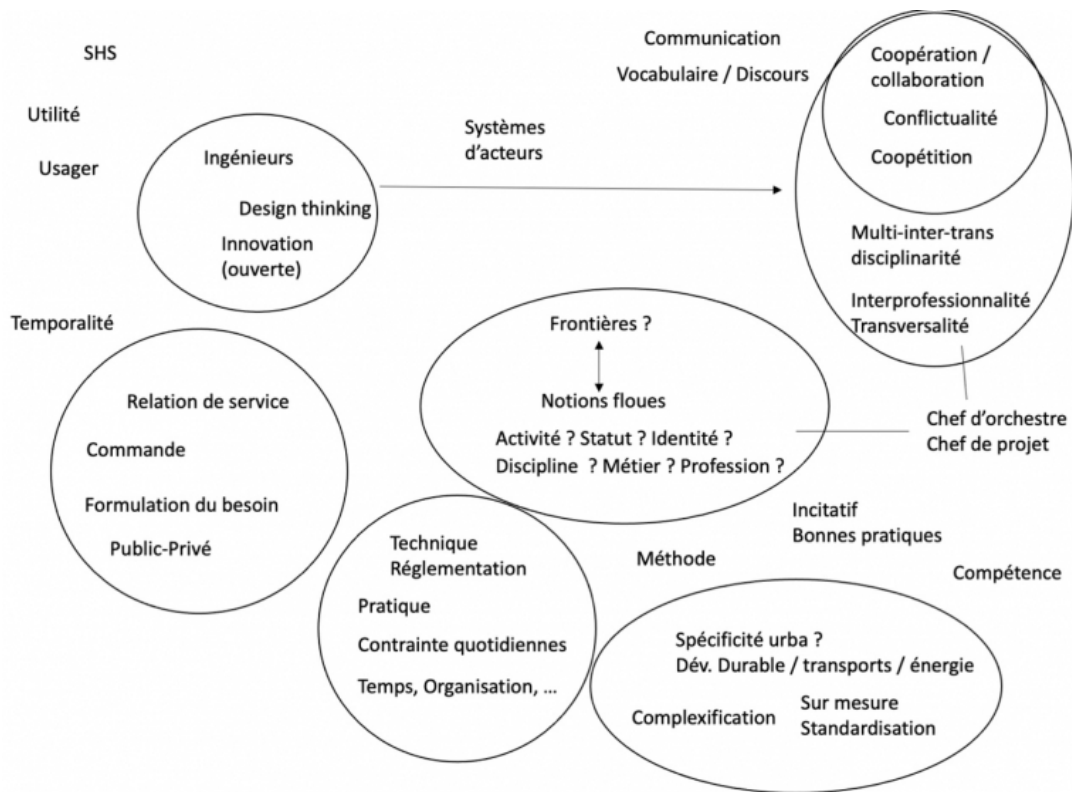 SHS
Utilité
Usager
Ingénieurs
Design thinking
Innovation
(ouverte)
Systèmes
d'acteurs
Communication
Vocabulaire / Discours
Coopération /
collaboration
Conflictualité
Coopétition
Multi-inter-trans
disciplinarité
Interprofessionnalité
Transversalité
Temporalité
Relation de service
Commande
Formulation du besoin
Public-Privé
Frontières ?
Notions floues
Activité ? Statut ? Identité ?
Discipline ? Métier ? Profession ?
Chef d'orchestre
Chef de projet
Technique
Réglementation
Pratique
Contrainte quotidiennes
Temps, Organisation, ...
Méthode
Incitatif
Bonnes pratiques
Compétence
Spécificité urba ?
Dév. Durable / transports / énergie
Complexification
Sur mesure
Standardisation